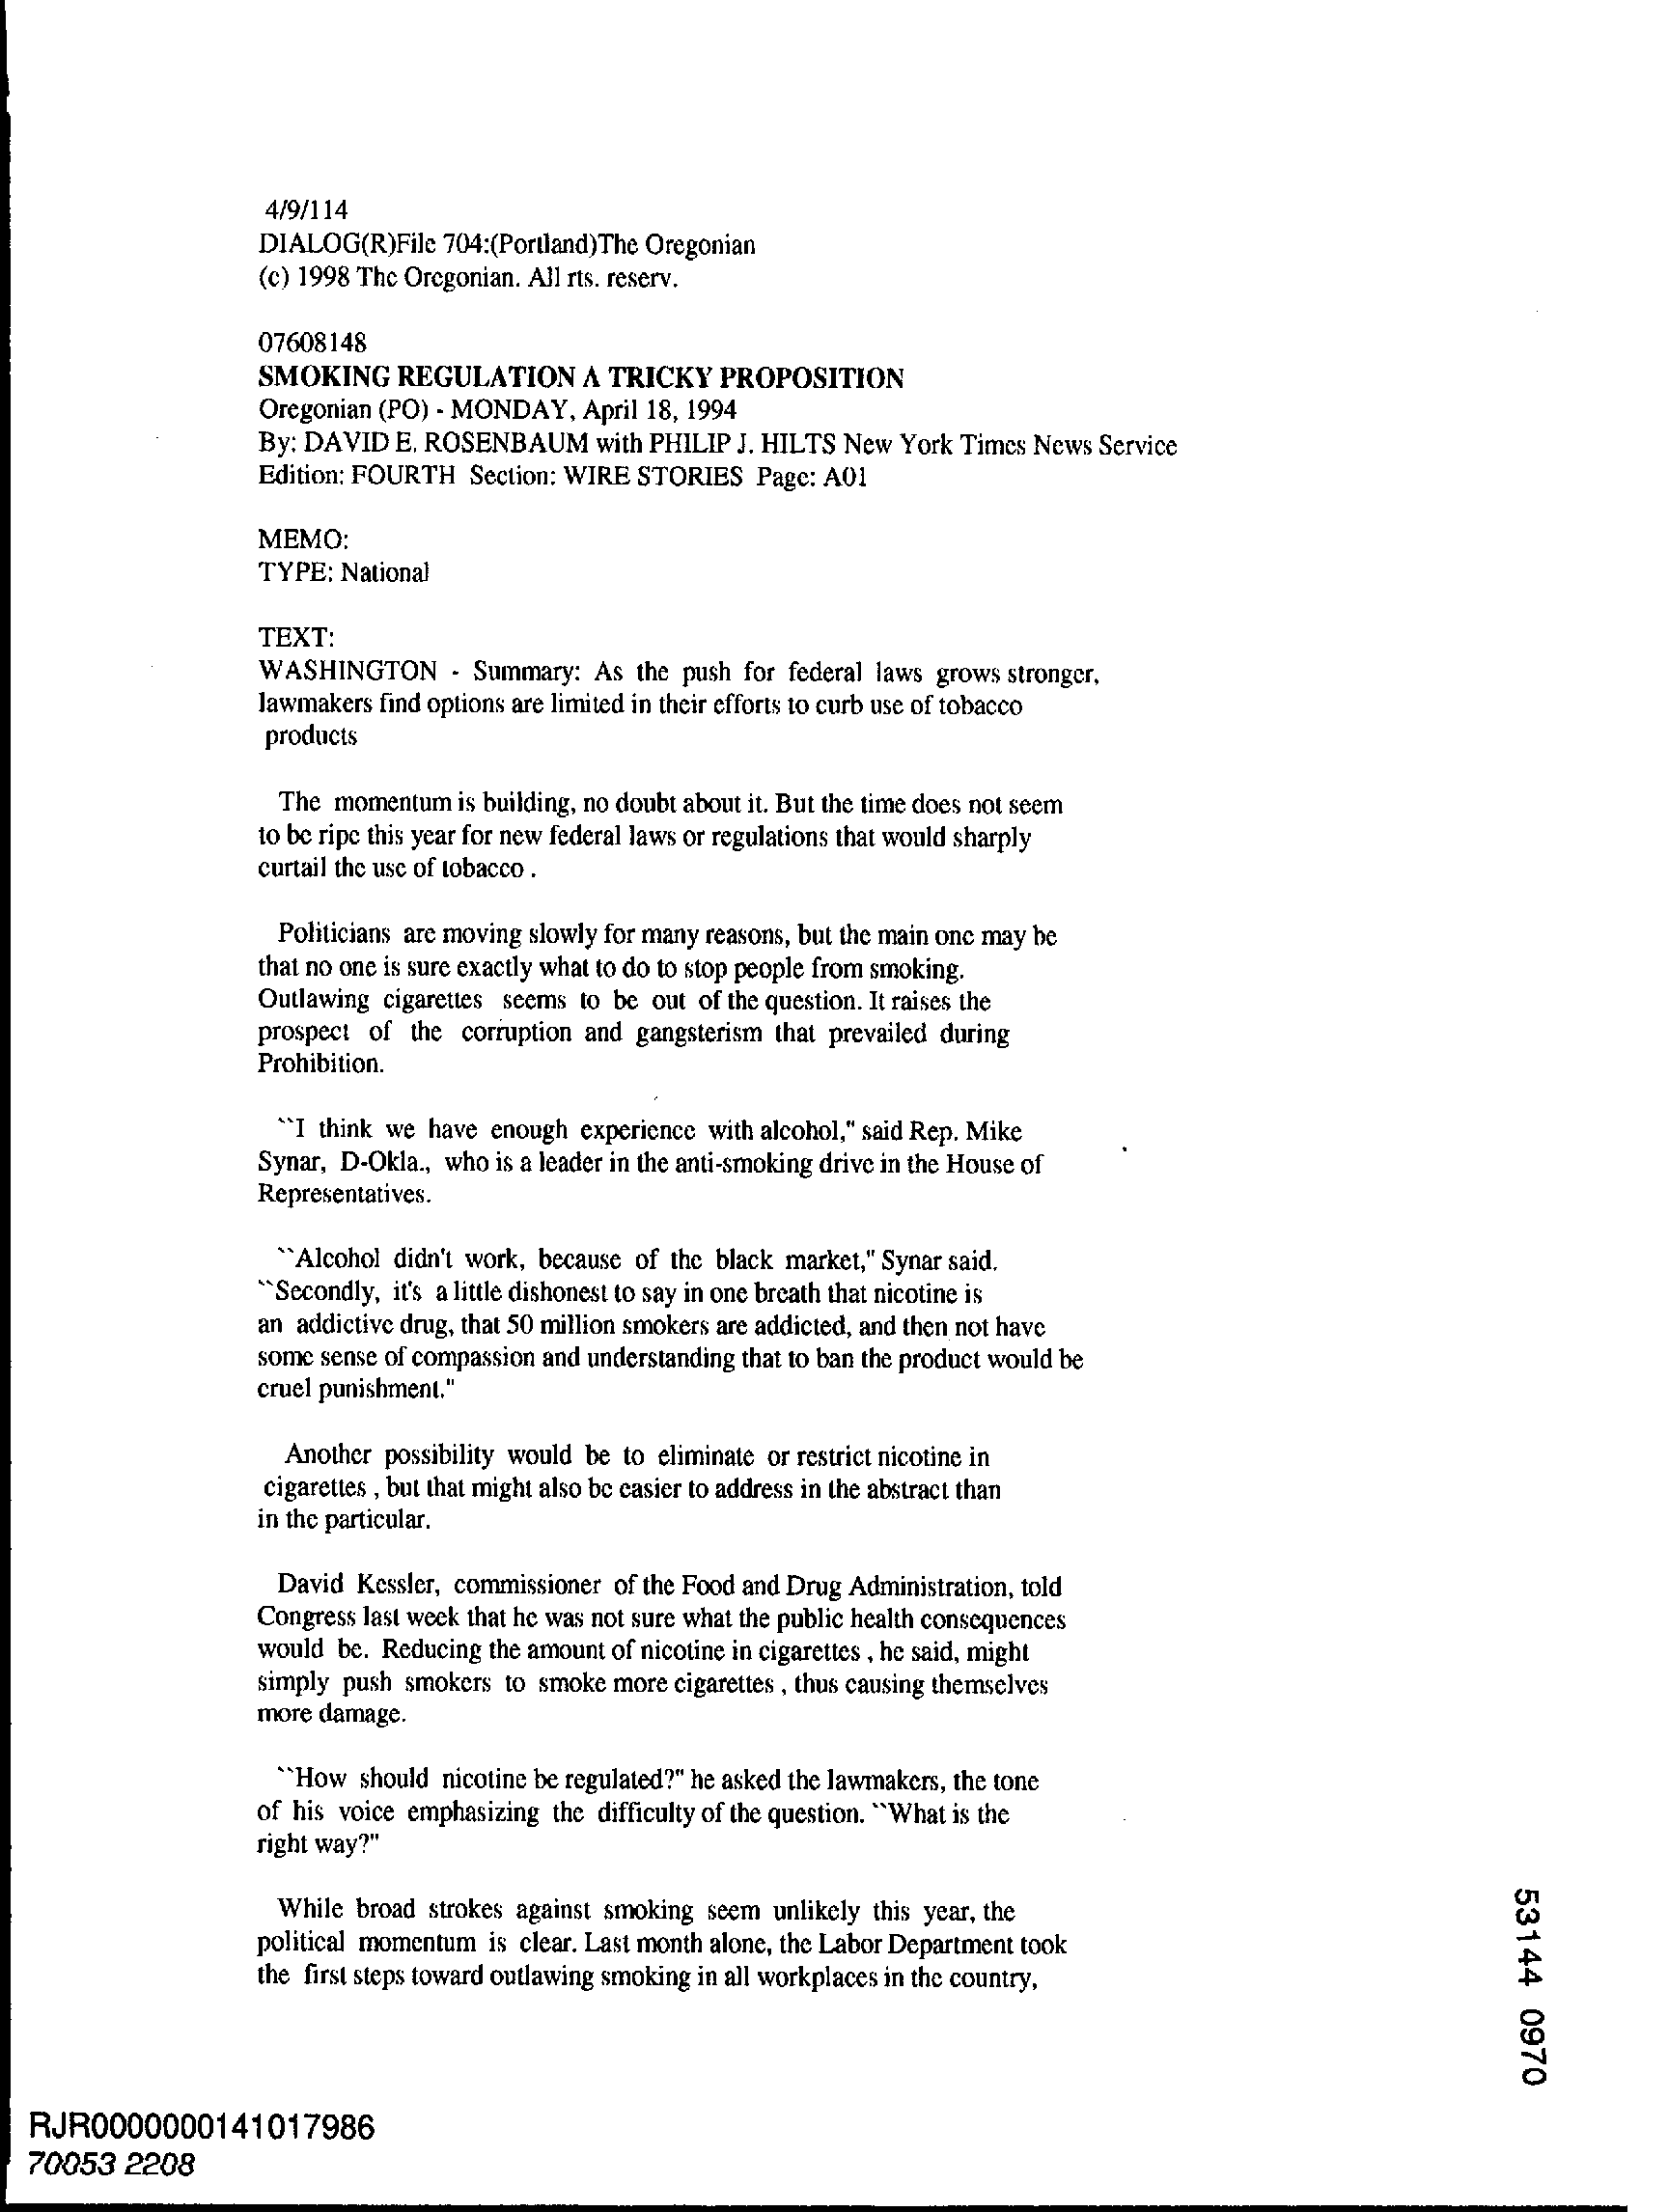 4/9/114
DIALOG(R)File 704:(Portland)The Oregonian
(c) 1998 The Oregonian. All rts. reserv.
07608148
SMOKING REGULATION A TRICKY PROPOSITION
Oregonian (PO) - MONDAY, April 18, 1994
By: DAVID E. ROSENBAUM with PHILIP J. HILTS New York Times News Service
Edition: FOURTH Section: WIRE STORIES Page: A01
MEMO:
TYPE: National
TEXT:
WASHINGTON - Summary: As the push for federal laws grows stronger,
lawmakers find options are limited in their efforts to curb use of tobacco
products
The momentum is building, no doubt about it. But the time does not seem
to be ripe this year for new federal laws or regulations that would sharply
curtail the use of tobacco .
Politicians are moving slowly for many reasons, but the main one may be
that no one is sure exactly what to do to stop people from smoking.
Outlawing cigarettes seems to be out of the question. It raises the
prospect of the corruption and gangsterism that prevailed during
Prohibition.
``I think we have enough experience with alcohol," said Rep. Mike
Synar, D-Okla., who is a leader in the anti-smoking drive in the House of
Representatives.
``Alcohol didn't work, because of the black market," Synar said.
``Secondly, it's a little dishonest to say in one breath that nicotine is
an addictive drug, that 50 million smokers are addicted, and then not have
some sense of compassion and understanding that to ban the product would be
cruel punishment."
Another possibility would be to eliminate or restrict nicotine in
cigarettes , but that might also be easier to address in the abstract than
in the particular.
David Kessler, commissioner of the Food and Drug Administration, told
Congress last week that he was not sure what the public health consequences
would be. Reducing the amount of nicotine in cigarettes , he said, might
simply push smokers to smoke more cigarettes , thus causing themselves
more damage.
``How should nicotine be regulated?" he asked the lawmakers, the tone
of his voice emphasizing the difficulty of the question. ``What is the
right way?"
While broad strokes against smoking seem unlikely this year, the
political momentum is clear. Last month alone, the Labor Department took
the first steps toward outlawing smoking in all workplaces in the country,
53144 0970
RJR0000000141017986
70053 2208